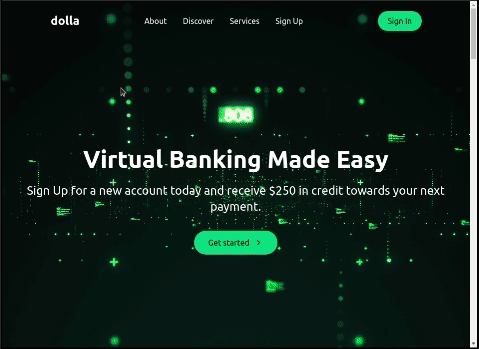 dolla
About
Discover
Services
Sign Up
Sign In
Virtual Banking Made Easy
Sign Up for a new account today and receive $250 in credit towards your next
payment.
Get started